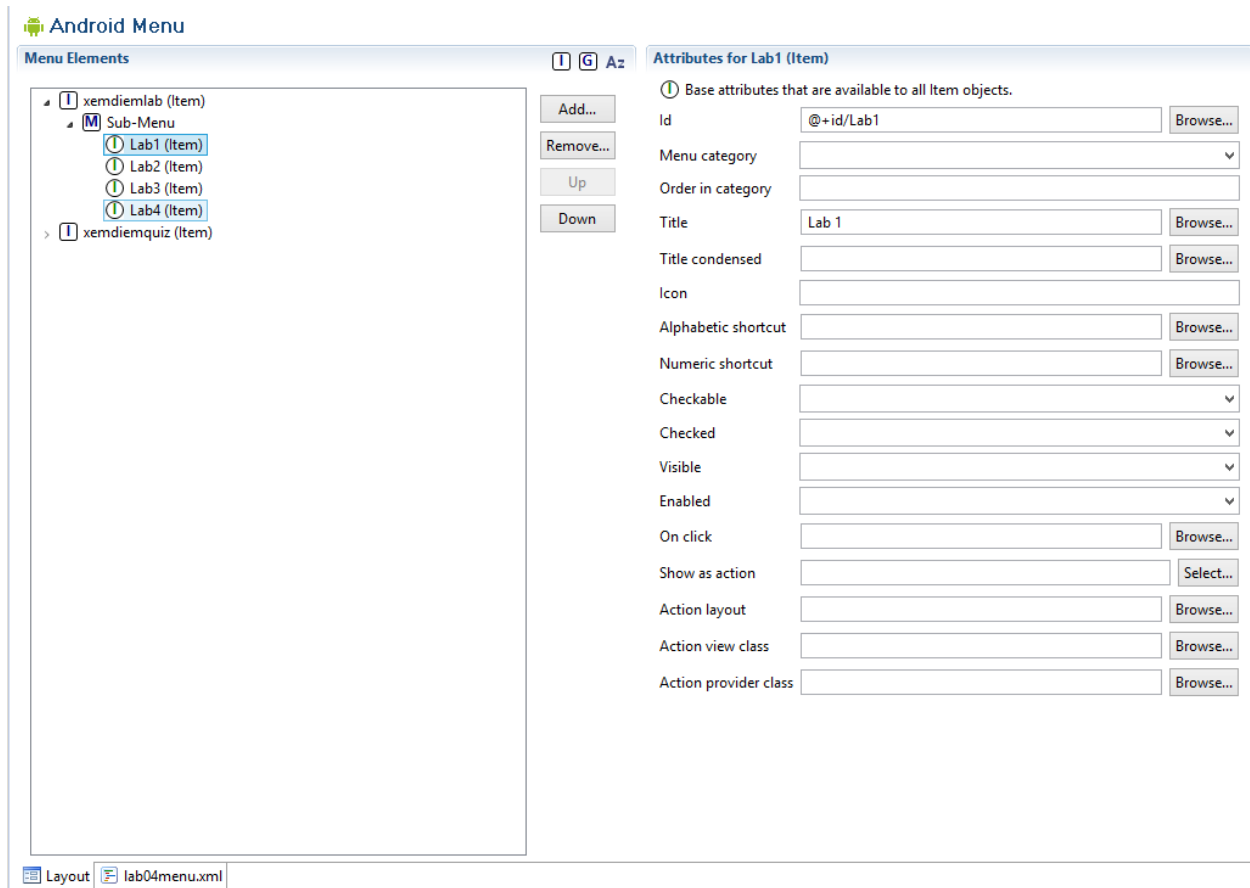 Android Menu
Menu Elements
I G Az
I xemdiemlab (Item)
M Sub-Menu
I Lab1 (Item)
I Lab2 (Item)
I Lab3 (Item)
I Lab4 (Item)
I xemdiemquiz (Item)
Add...
Remove...
Up
Down
Attributes for Lab1 (Item)
I Base attributes that are available to all Item objects.
Id @+id/Lab1 Browse...
Menu category
Order in category
Title Lab 1 Browse...
Title condensed Browse...
Icon
Alphabetic shortcut Browse...
Numeric shortcut Browse...
Checkable
Checked
Visible
Enabled
On click Browse...
Show as action Select...
Action layout Browse...
Action view class Browse...
Action provider class Browse...
Layout lab04menu.xml